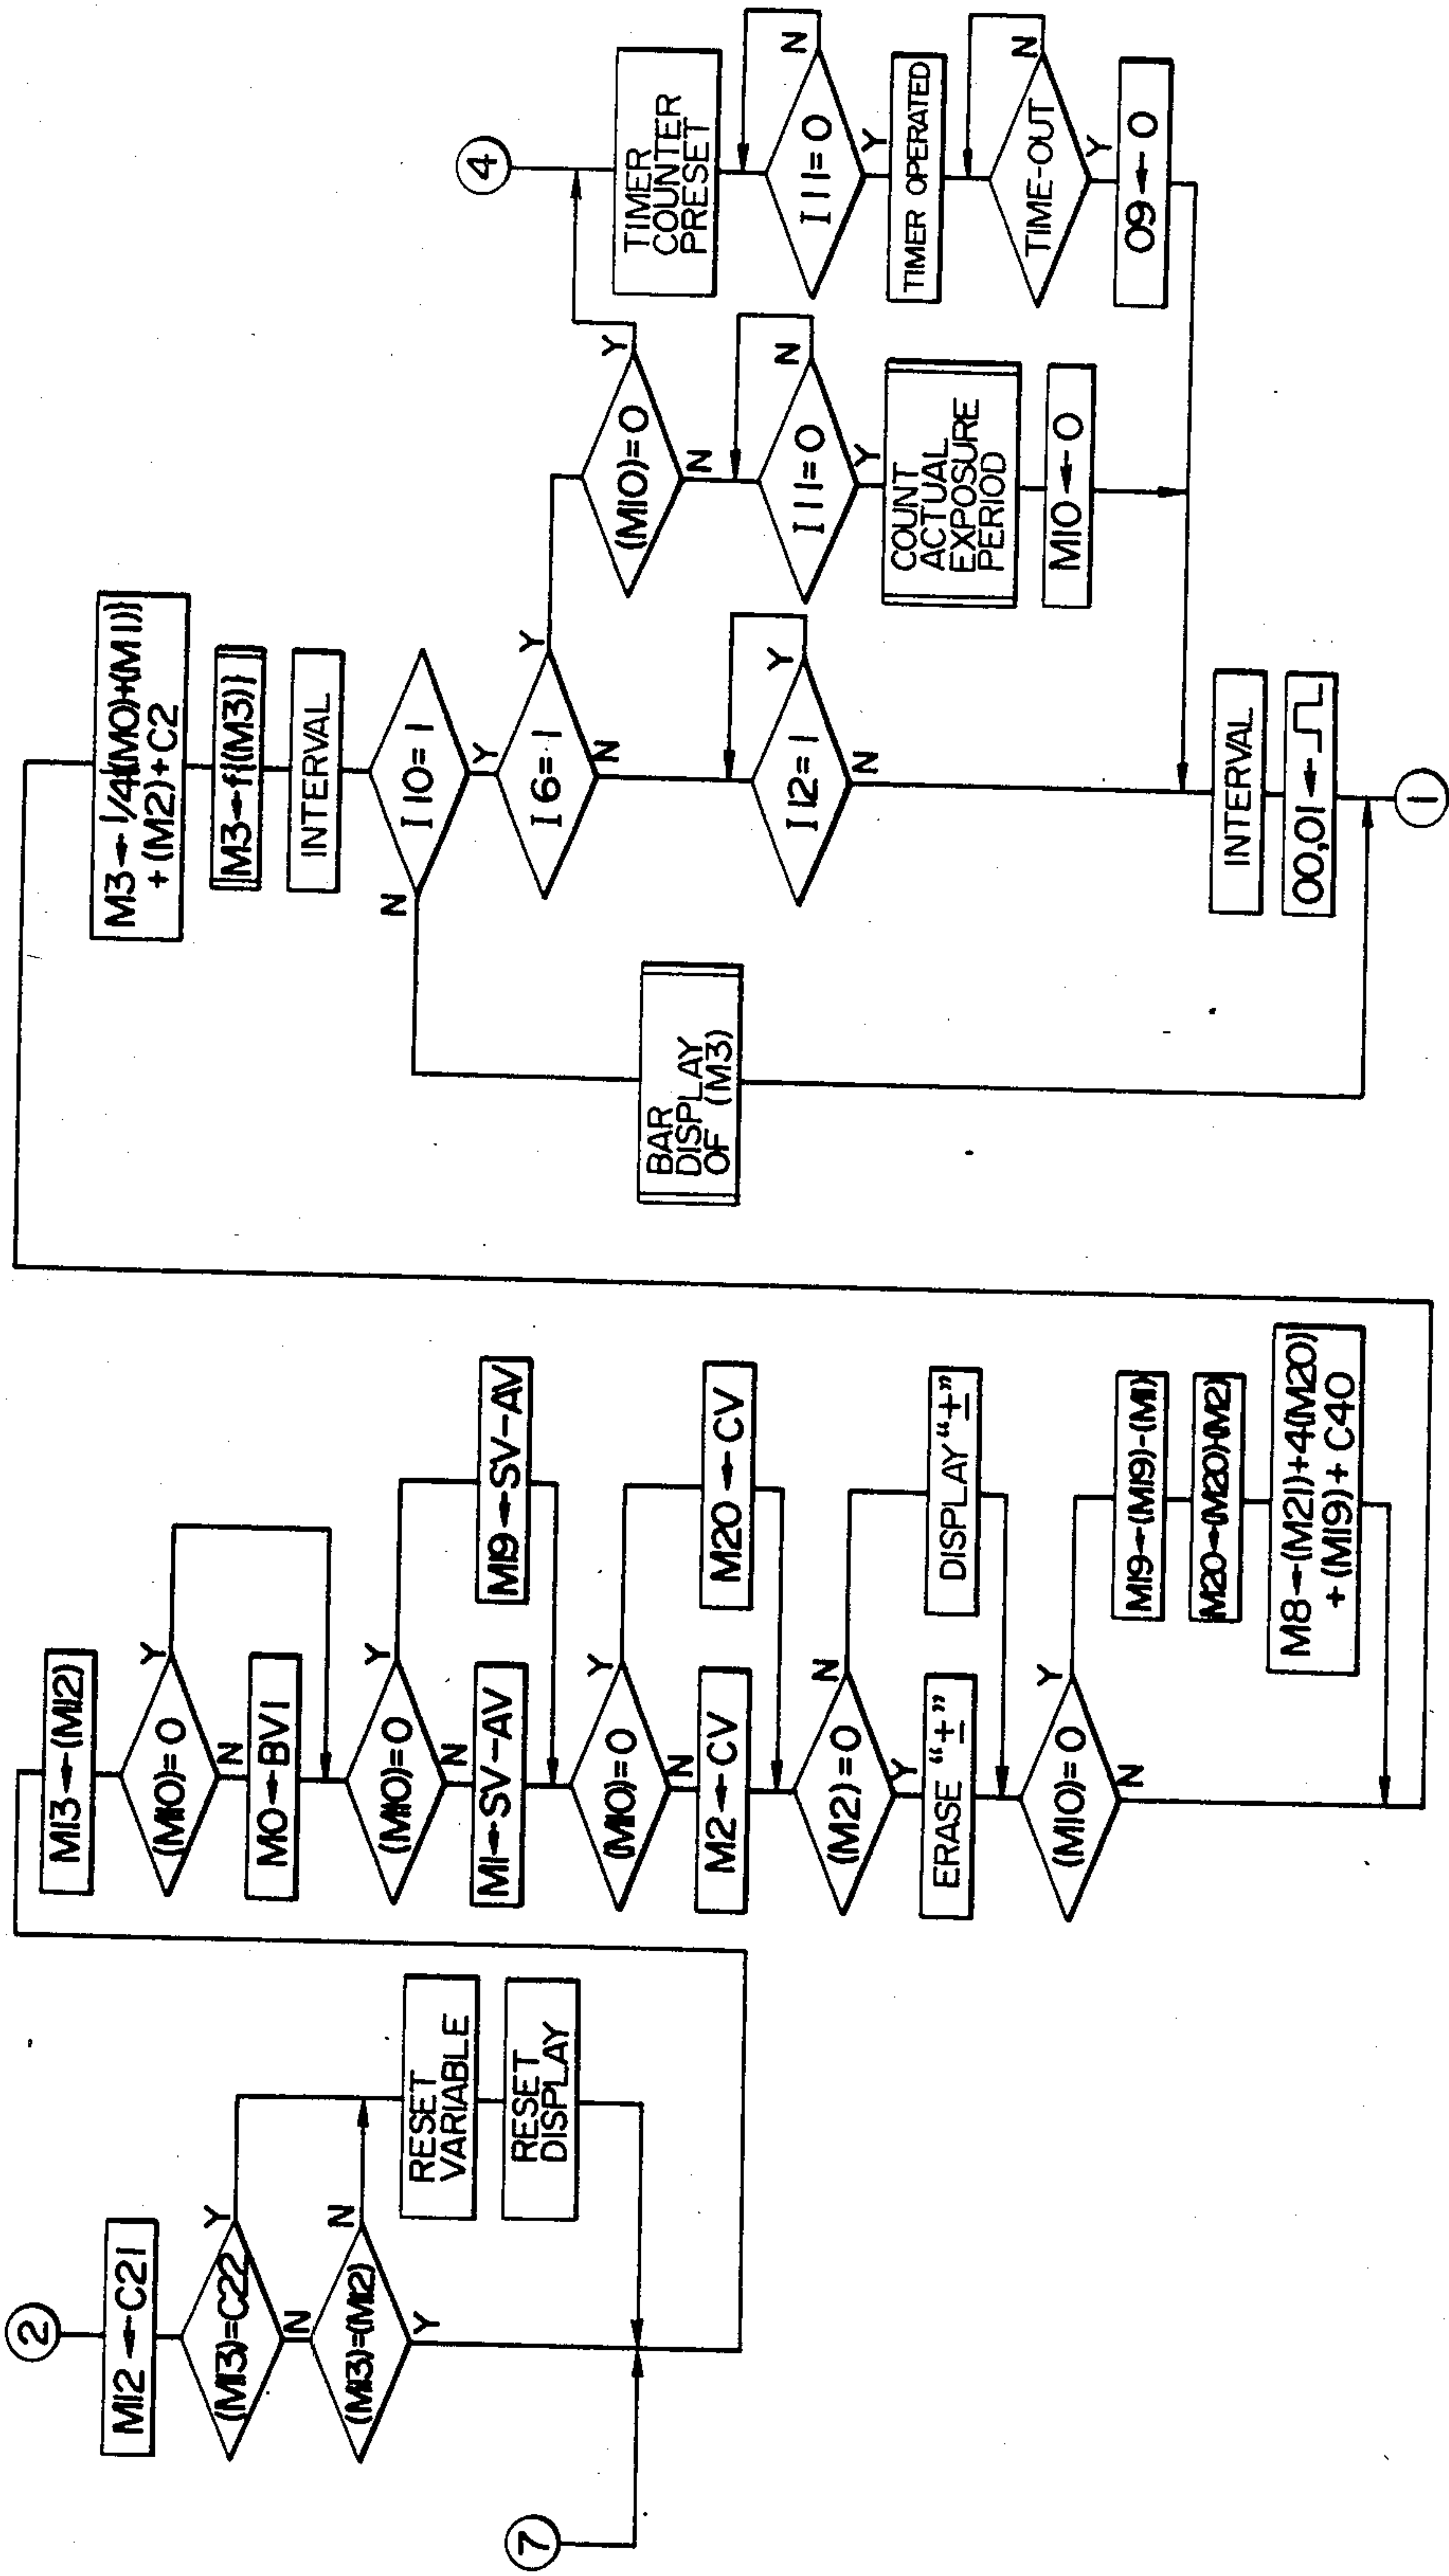 2
M12←C21
(M13)=C22
Y
N
(M13)=(M12)
N
Y
RESET
VARIABLE
RESET
DISPLAY
7
M13←(M12)
(M10)=0
Y
N
M0←BV1
(M10)=0
Y
N
M1←SV-AV
M19←SV-AV
(M10)=0
Y
N
M2←CV
M20←CV
(M2)=0
N
Y
ERASE "±"
DISPLAY "±"
(M10)=0
Y
N
M19←(M19)-(M1)
M20←(M20)-(M2)
M8←(M21)+4(M20)
+(M19)+C40
M3←1/4{(M0)+(M1)}
+(M2)+C2
M3←f{(M3)}
INTERVAL
I10=1
N
Y
BAR
DISPLAY
OF (M3)
I6=1
Y
N
I12=1
Y
N
(M10)=0
Y
N
I11=0
N
Y
COUNT
ACTUAL
EXPOSURE
PERIOD
M10←0
4
TIMER
COUNTER
PRESET
I11=0
N
Y
TIMER OPERATED
TIME-OUT
N
Y
O9←0
INTERVAL
O0,O1←
1